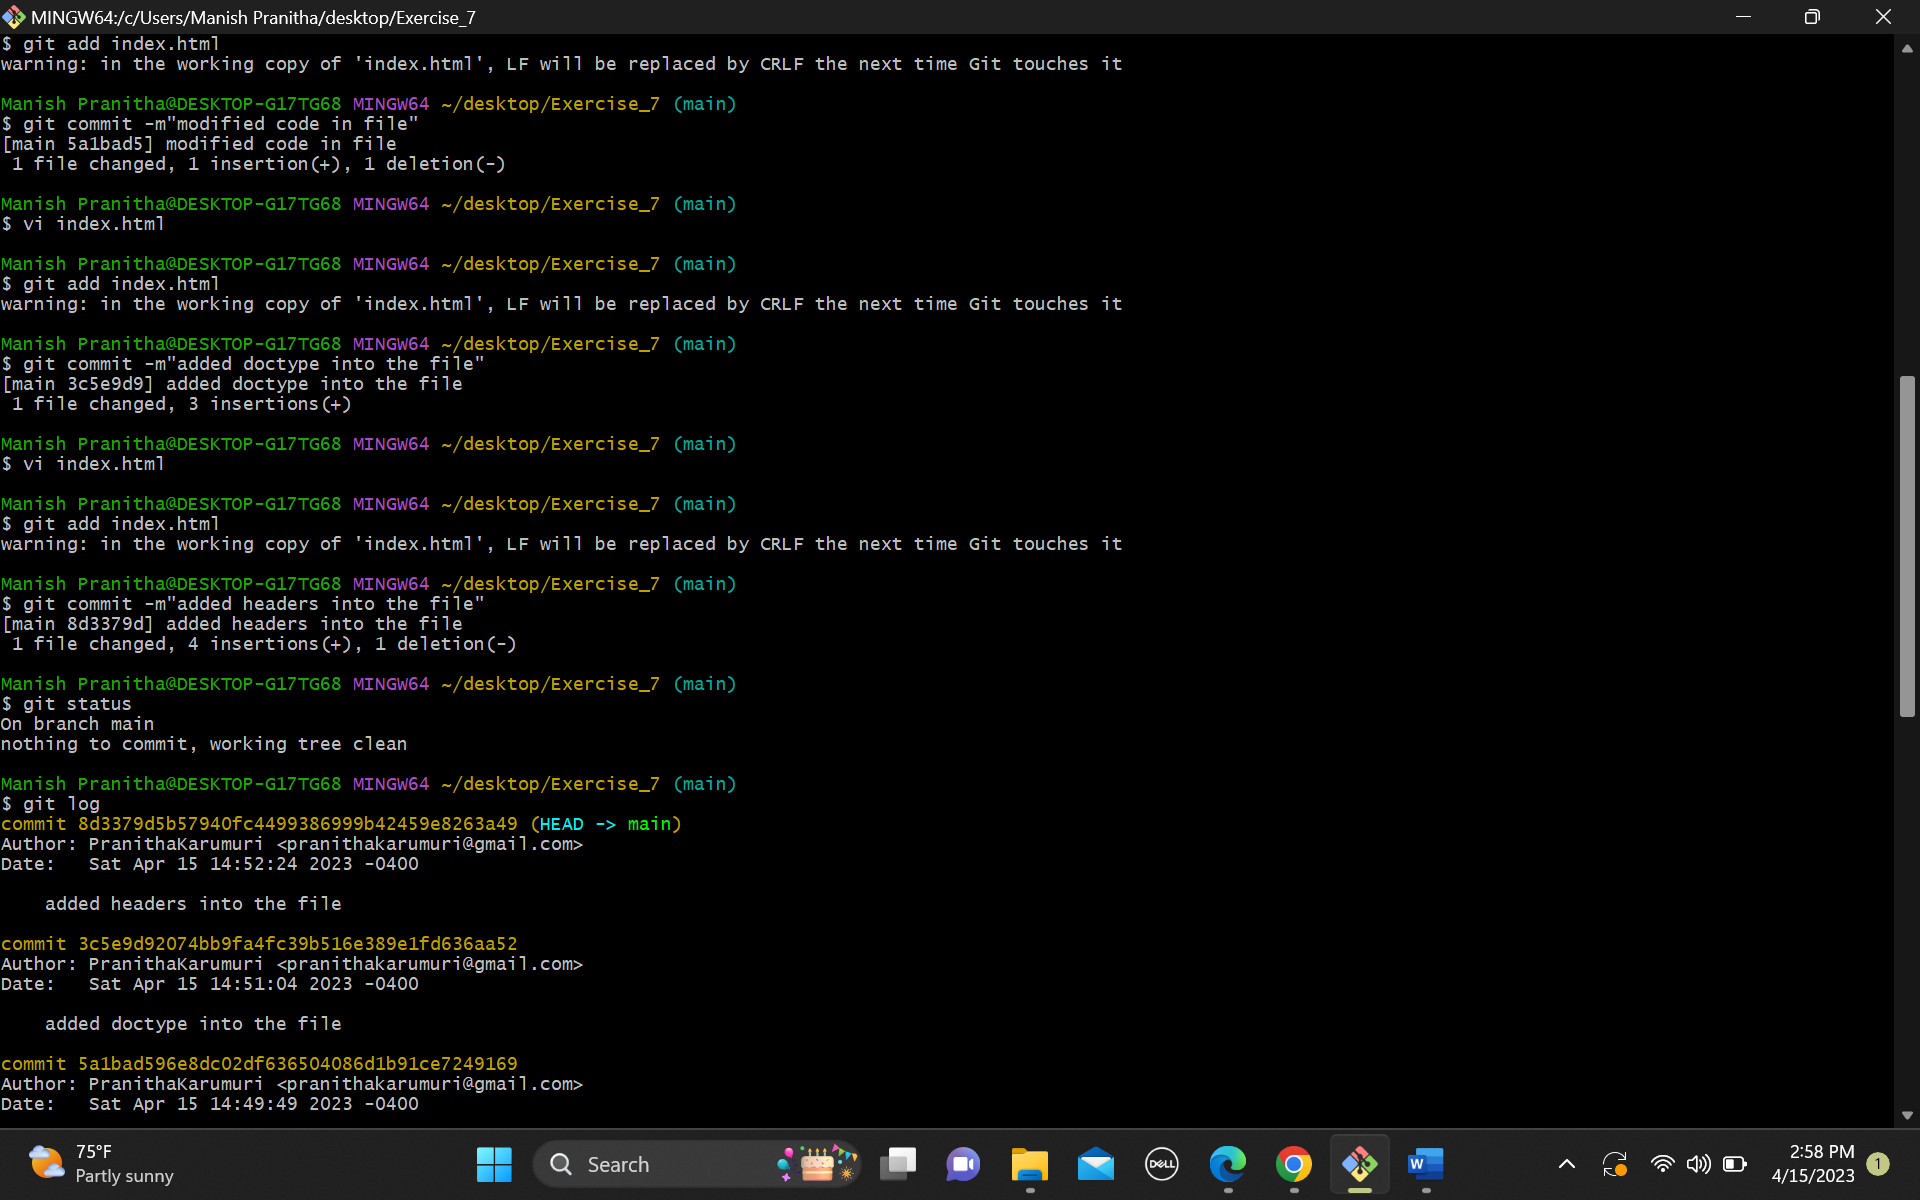 MINGW64:/c/Users/Manish Pranitha/desktop/Exercise_7
$ git add index.html
warning: in the working copy of 'index.html', LF will be replaced by CRLF the next time Git touches it
Manish Pranitha@DESKTOP-G17TG68 MINGW64 ~/desktop/Exercise_7 (main)
$ git commit -m"modified code in file"
[main 5a1bad5] modified code in file
1 file changed, 1 insertion(+), 1 deletion(-)
Manish Pranitha@DESKTOP-G17TG68 MINGW64 ~/desktop/Exercise_7 (main)
$ vi index.html
Manish Pranitha@DESKTOP-G17TG68 MINGW64 ~/desktop/Exercise_7 (main)
$ git add index.html
warning: in the working copy of 'index.html', LF will be replaced by CRLF the next time Git touches it
Manish Pranitha@DESKTOP-G17TG68 MINGW64 ~/desktop/Exercise_7 (main)
$ git commit -m"added doctype into the file"
[main 3c5e9d9] added doctype into the file
1 file changed, 3 insertions(+)
Manish Pranitha@DESKTOP-G17TG68 MINGW64 ~/desktop/Exercise_7 (main)
$ vi index.html
Manish Pranitha@DESKTOP-G17TG68 MINGW64 ~/desktop/Exercise_7 (main)
$ git add index.html
warning: in the working copy of 'index.html', LF will be replaced by CRLF the next time Git touches it
Manish Pranitha@DESKTOP-G17TG68 MINGW64 ~/desktop/Exercise_7 (main)
$ git commit -m"added headers into the file"
[main 8d3379d] added headers into the file
1 file changed, 4 insertions(+), 1 deletion(-)
Manish Pranitha@DESKTOP-G17TG68 MINGW64 ~/desktop/Exercise_7 (main)
$ git status
On branch main
nothing to commit, working tree clean
Manish Pranitha@DESKTOP-G17TG68 MINGW64 ~/desktop/Exercise_7 (main)
$ git log
commit 8d3379d5b57940fc4499386999b42459e8263a49 (HEAD -> main)
Author: PranithaKarumuri <pranithakarumuri@gmail.com>
Date:   Sat Apr 15 14:52:24 2023 -0400
added headers into the file
commit 3c5e9d92074bb9fa4fc39b516e389e1fd636aa52
Author: PranithaKarumuri <pranithakarumuri@gmail.com>
Date:   Sat Apr 15 14:51:04 2023 -0400
added doctype into the file
commit 5a1bad596e8dc02df636504086d1b91ce7249169
Author: PranithaKarumuri <pranithakarumuri@gmail.com>
Date:   Sat Apr 15 14:49:49 2023 -0400
75°F
Partly sunny
Search
DELL
W
2:58 PM
4/15/2023
1